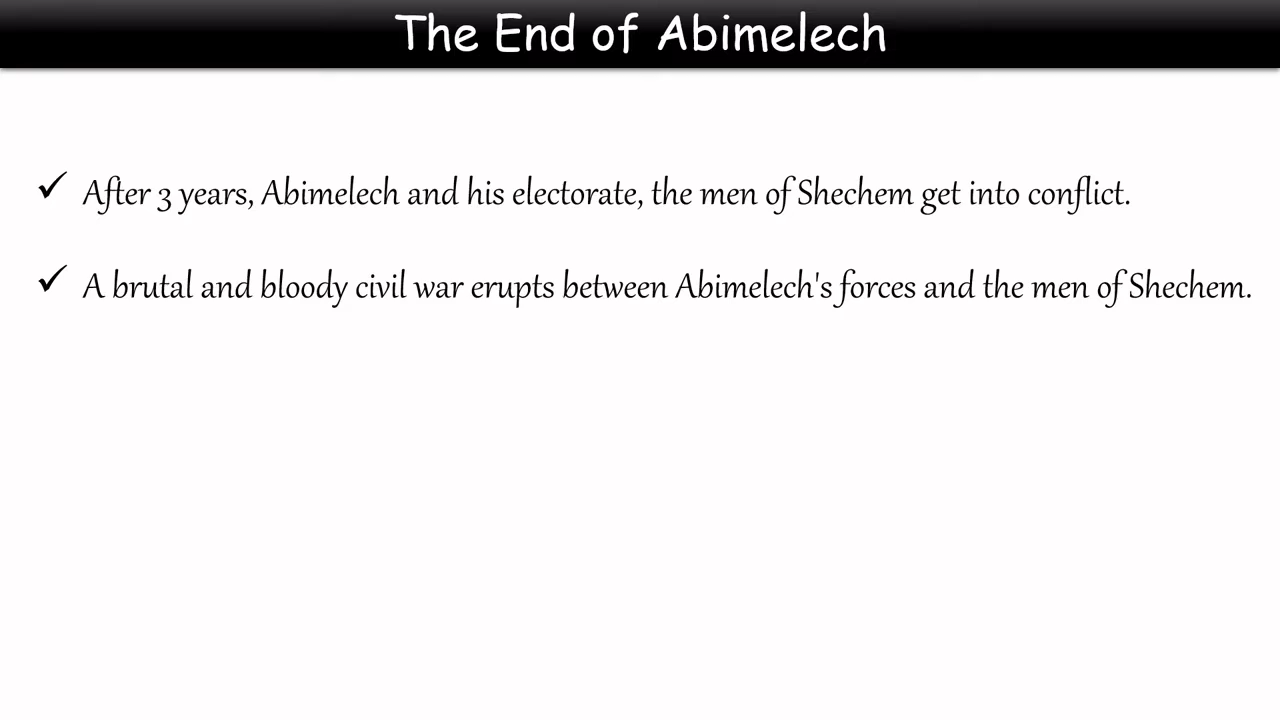 The End of Abimelech
✓ After 3 years, Abimelech and his electorate, the men of Shechem get into conflict.
✓ A brutal and bloody civil war erupts between Abimelech's forces and the men of Shechem.